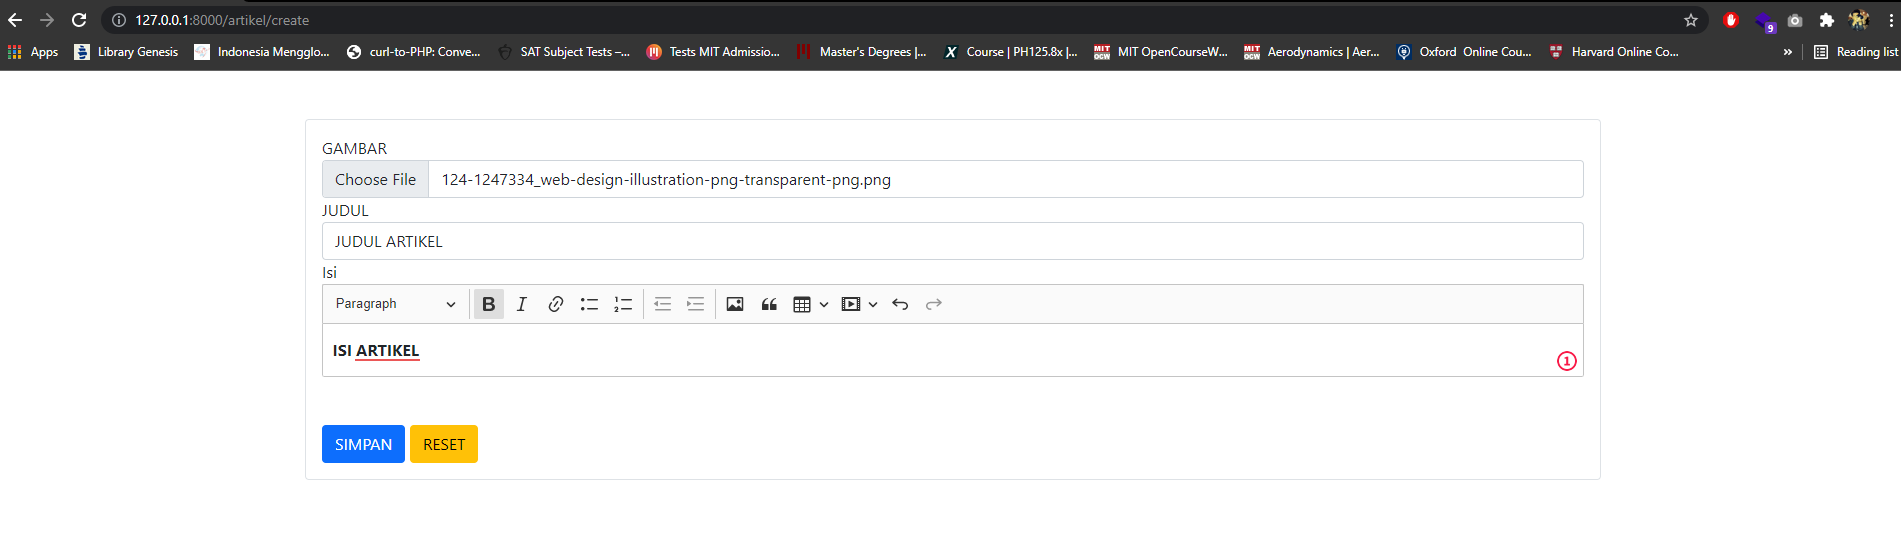 127.0.0.1:8000/artikel/create
9
Apps Library Genesis Indonesia Mengglo... curl-to-PHP: Conve... SAT Subject Tests –... Tests MIT Admissio... Master's Degrees |... Course | PH125.8x |... MIT OpenCourseW... Aerodynamics | Aer... Oxford Online Cou... Harvard Online Co... » Reading list
GAMBAR
Choose File 124-1247334_web-design-illustration-png-transparent-png.png
JUDUL
JUDUL ARTIKEL
Isi
Paragraph B I
ISI ARTIKEL
1
SIMPAN RESET